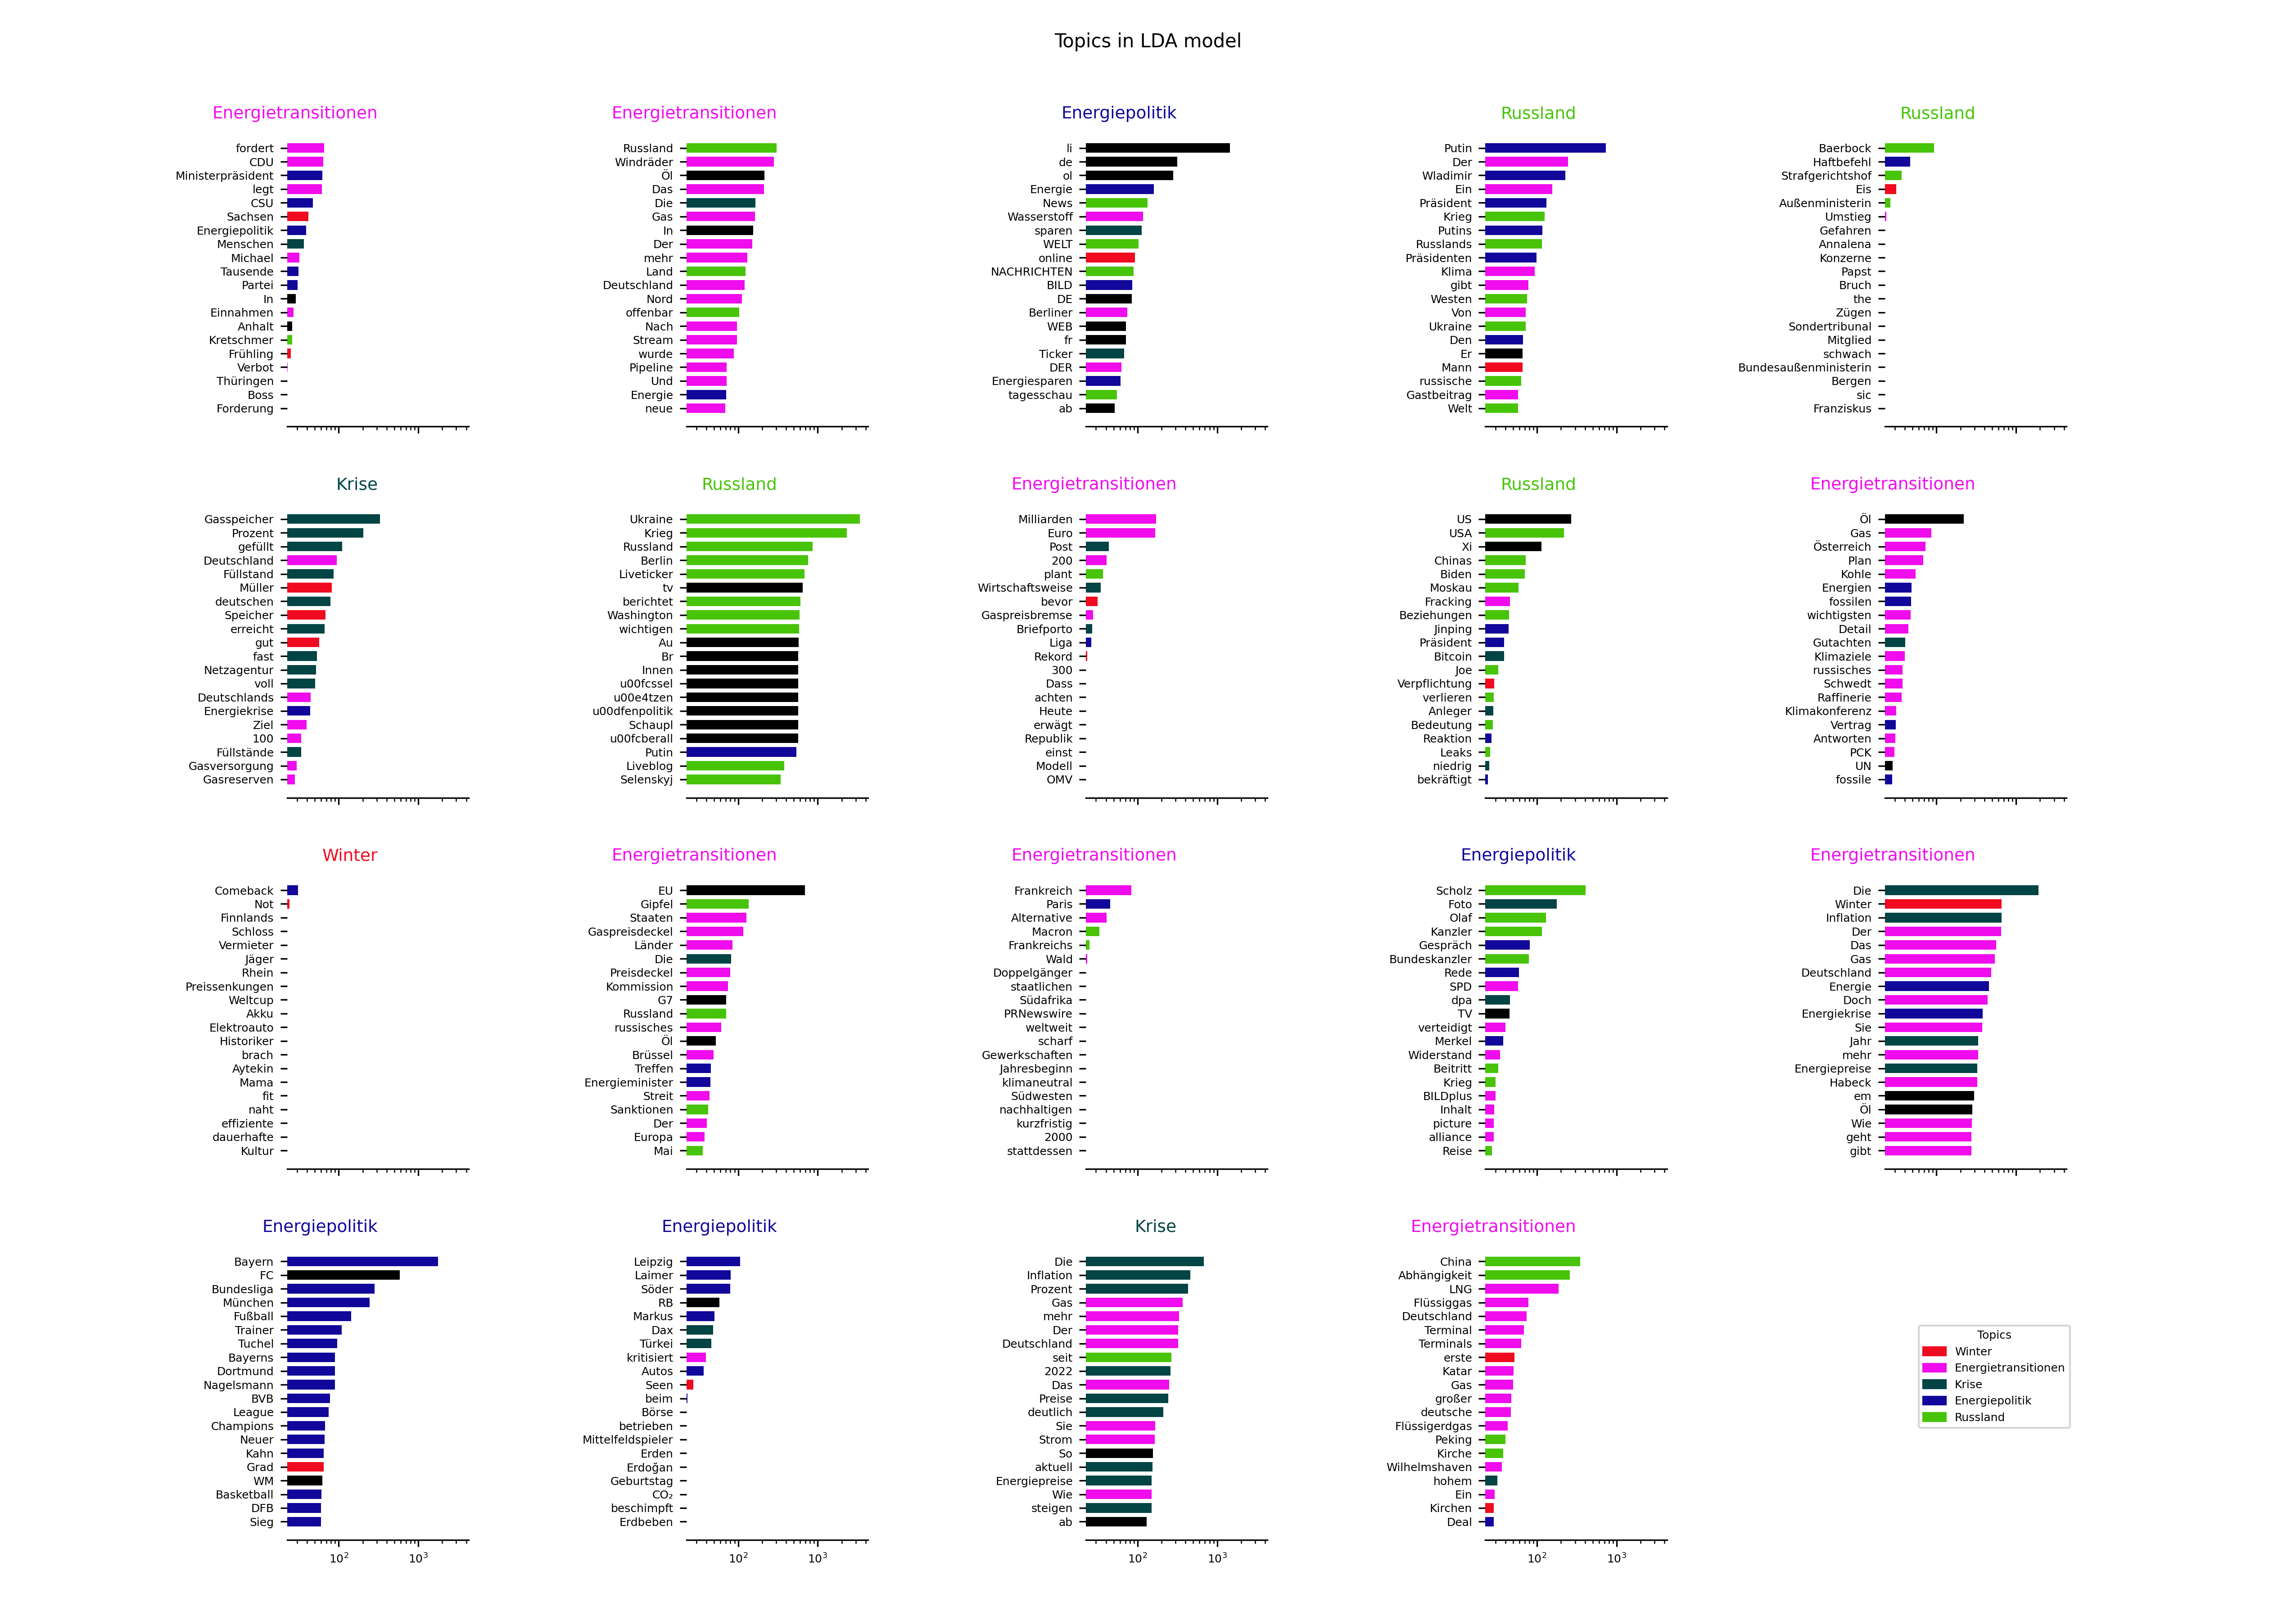 Topics in LDA model
Energietransitionen
fordert
CDU
Ministerpräsident
legt
CSU
Sachsen
Energiepolitik
Menschen
Michael
Tausende
Partei
In
Einnahmen
Anhalt
Kretschmer
Frühling
Verbot
Thüringen
Boss
Forderung
Energietransitionen
Russland
Windräder
Öl
Das
Die
Gas
In
Der
mehr
Land
Deutschland
Nord
offenbar
Nach
Stream
wurde
Pipeline
Und
Energie
neue
Energiepolitik
li
de
ol
Energie
News
Wasserstoff
sparen
WELT
online
NACHRICHTEN
BILD
DE
Berliner
WEB
fr
Ticker
DER
Energiesparen
tagesschau
ab
Russland
Putin
Der
Wladimir
Ein
Präsident
Krieg
Putins
Russlands
Präsidenten
Klima
gibt
Westen
Von
Ukraine
Den
Er
Mann
russische
Gastbeitrag
Welt
Russland
Baerbock
Haftbefehl
Strafgerichtshof
Eis
Außenministerin
Umstieg
Gefahren
Annalena
Konzerne
Papst
Bruch
the
Zügen
Sondertribunal
Mitglied
schwach
Bundesaußenministerin
Bergen
sic
Franziskus
Krise
Gasspeicher
Prozent
gefüllt
Deutschland
Füllstand
Müller
deutschen
Speicher
erreicht
gut
fast
Netzagentur
voll
Deutschlands
Energiekrise
Ziel
100
Füllstände
Gasversorgung
Gasreserven
Russland
Ukraine
Krieg
Russland
Berlin
Liveticker
tv
berichtet
Washington
wichtigen
Au
Br
Innen
u00fcssel
u00e4tzen
u00dfenpolitik
Schaupl
u00fcberall
Putin
Liveblog
Selenskyj
Energietransitionen
Milliarden
Euro
Post
200
plant
Wirtschaftsweise
bevor
Gaspreisbremse
Briefporto
Liga
Rekord
300
Dass
achten
Heute
erwägt
Republik
einst
Modell
OMV
Russland
US
USA
Xi
Chinas
Biden
Moskau
Fracking
Beziehungen
Jinping
Präsident
Bitcoin
Joe
Verpflichtung
verlieren
Anleger
Bedeutung
Reaktion
Leaks
niedrig
bekräftigt
Energietransitionen
Öl
Gas
Österreich
Plan
Kohle
Energien
fossilen
wichtigsten
Detail
Gutachten
Klimaziele
russisches
Schwedt
Raffinerie
Klimakonferenz
Vertrag
Antworten
PCK
UN
fossile
Winter
Comeback
Not
Finnlands
Schloss
Vermieter
Jäger
Rhein
Preissenkungen
Weltcup
Akku
Elektroauto
Historiker
brach
Aytekin
Mama
fit
naht
effiziente
dauerhafte
Kultur
Energietransitionen
EU
Gipfel
Staaten
Gaspreisdeckel
Länder
Die
Preisdeckel
Kommission
G7
Russland
russisches
Öl
Brüssel
Treffen
Energieminister
Streit
Sanktionen
Der
Europa
Mai
Energietransitionen
Frankreich
Paris
Alternative
Macron
Frankreichs
Wald
Doppelgänger
staatlichen
Südafrika
PRNewswire
weltweit
scharf
Gewerkschaften
Jahresbeginn
klimaneutral
Südwesten
nachhaltigen
kurzfristig
2000
stattdessen
Energiepolitik
Scholz
Foto
Olaf
Kanzler
Gespräch
Bundeskanzler
Rede
SPD
dpa
TV
verteidigt
Merkel
Widerstand
Beitritt
Krieg
BILDplus
Inhalt
picture
alliance
Reise
Energietransitionen
Die
Winter
Inflation
Der
Das
Gas
Deutschland
Energie
Doch
Energiekrise
Sie
Jahr
mehr
Energiepreise
Habeck
em
Öl
Wie
geht
gibt
Energiepolitik
Bayern
FC
Bundesliga
München
Fußball
Trainer
Tuchel
Bayerns
Dortmund
Nagelsmann
BVB
League
Champions
Neuer
Kahn
Grad
WM
Basketball
DFB
Sieg
10² 10³
Energiepolitik
Leipzig
Laimer
Söder
RB
Markus
Dax
Türkei
kritisiert
Autos
Seen
beim
Börse
betrieben
Mittelfeldspieler
Erden
Erdoğan
Geburtstag
CO₂
beschimpft
Erdbeben
10² 10³
Krise
Die
Inflation
Prozent
Gas
mehr
Der
Deutschland
seit
2022
Das
Preise
deutlich
Sie
Strom
So
aktuell
Energiepreise
Wie
steigen
ab
10² 10³
Energietransitionen
China
Abhängigkeit
LNG
Flüssiggas
Deutschland
Terminal
Terminals
erste
Katar
Gas
großer
deutsche
Flüssigerdgas
Peking
Kirche
Wilhelmshaven
hohem
Ein
Kirchen
Deal
10² 10³
Topics
Winter
Energietransitionen
Krise
Energiepolitik
Russland